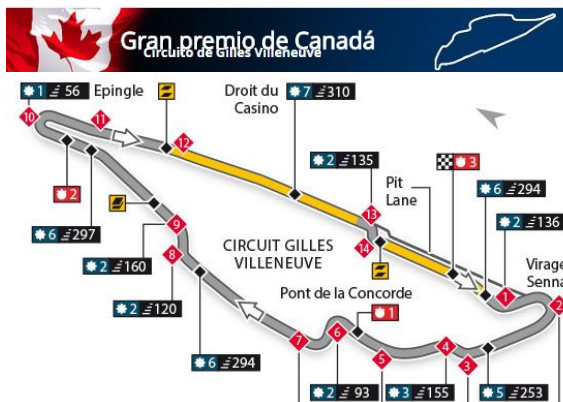 Gran premio de Canadá
Circuito de Gilles Villeneuve
1 56
Epingle
Droit du
Casino
7 310
10
11
12
2 135
3
Pit
Lane
6 294
2
13
2 136
6 297
9
14
CIRCUIT GILLES
VILLENEUVE
Virage
Senna
2 160
8
1
2
Pont de la Concorde
1
2 120
7
6
5
4
3
6 294
2 93
3 155
5 253